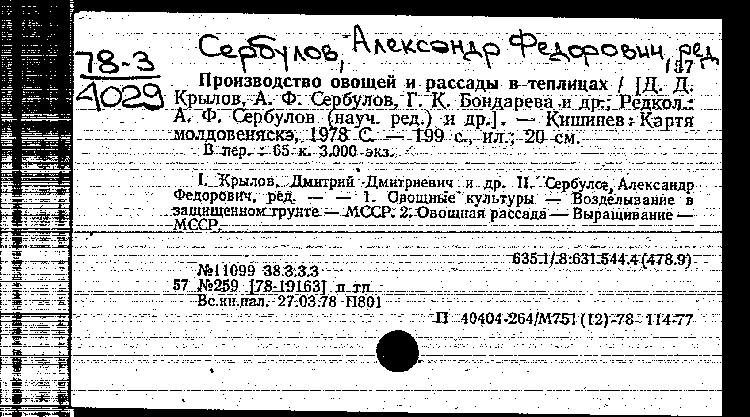 Сербулов, Александр Федорович, ред
78-3
4029
157
Производство овощей и рассады в теплицах / [Д. Д.
Крылов, А. Ф. Сербулов, Г. К. Бондарева и др.; Редкол.:
А. Ф. Сербулов (науч. ред.) и др.]. — Кишинев: Картя
молдовеняскэ, 1978 С. — 199 с., ил.; 20 см.
В пер. : 65 к. 3.000 экз.
I. Крылов, Дмитрий Дмитриевич и др. II. Сербулов, Александр
Федорович, ред. — — 1. Овощные культуры — Возделывание в
защищенном грунте — МССР. 2. Овощная рассада — Выращивание —
МССР.
635.1/.8:631.544.4(478.9)
№11099 38.3.3.3
57 №259 [78-19163] п тп
Вс.кн.пал. 27.03.78 П801
П 40404-264/М751(12)-78 114-77